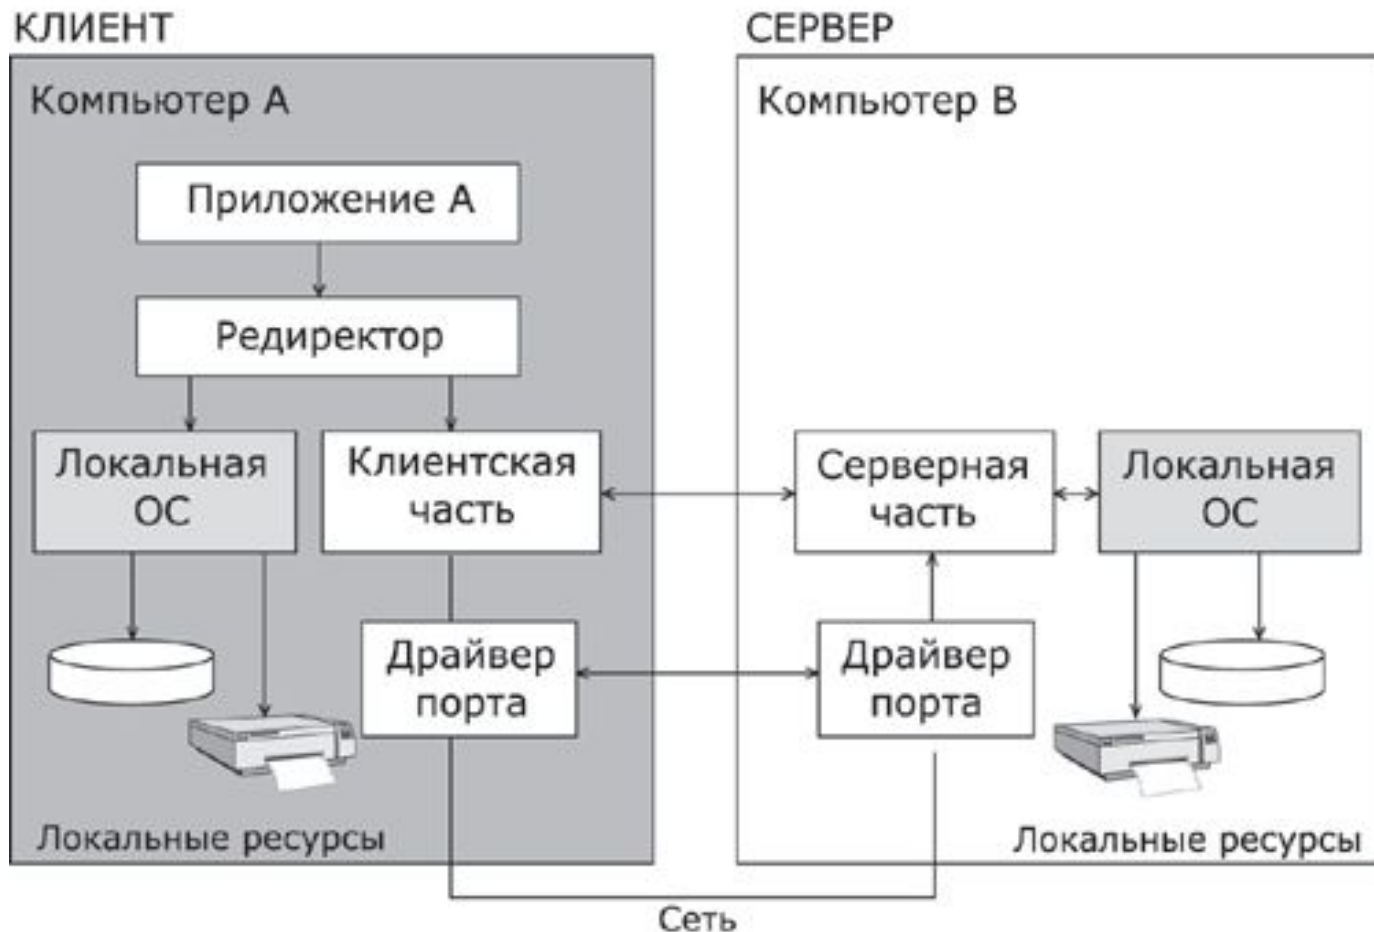 КЛИЕНТ
Компьютер А
Приложение А
Редиректор
Локальная
ОС
Клиентская
часть
Драйвер
порта
Локальные ресурсы
СЕРВЕР
Компьютер В
Серверная
часть
Локальная
ОС
Драйвер
порта
Локальные ресурсы
Сеть